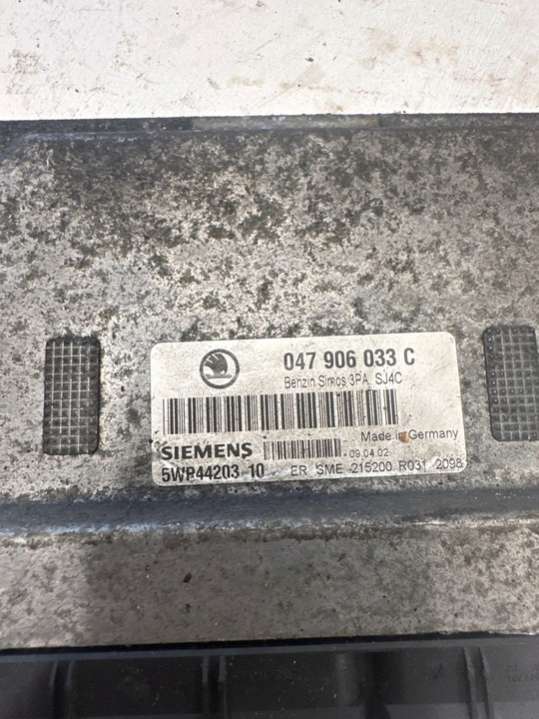 047 906 033 C
Benzin Simos 3PA SJ4C
SIEMENS
Made in Germany
09.04.02
5WP44203 10
ER SME 215200 R031 2098